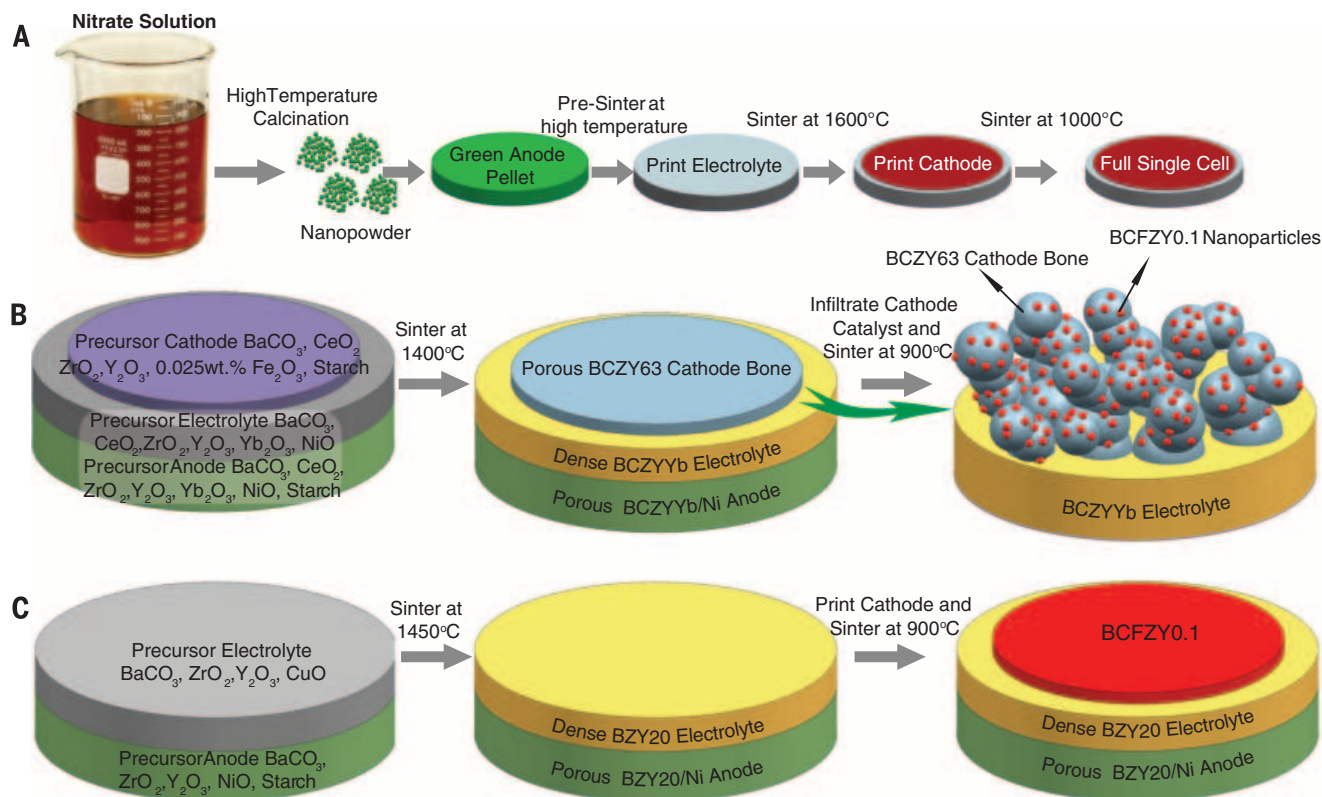 A
Nitrate Solution
HighTemperature
Calcination
Nanopowder
Green Anode
Pellet
Pre-Sinter at
high temperature
Print Electrolyte
Sinter at 1600°C
Print Cathode
Sinter at 1000°C
Full Single Cell
B
Precursor Cathode BaCO₃, CeO₂
ZrO₂,Y₂O₃, 0.025wt.% Fe₂O₃, Starch
Precursor Electrolyte BaCO₃,
CeO₂,ZrO₂,Y₂O₃, Yb₂O₃, NiO
PrecursorAnode BaCO₃, CeO₂,
ZrO₂,Y₂O₃, Yb₂O₃, NiO, Starch
Sinter at
1400°C
Porous BCZY63 Cathode Bone
Dense BCZYYb Electrolyte
Porous BCZYYb/Ni Anode
Infiltrate Cathode
Catalyst and
Sinter at 900°C
BCZY63 Cathode Bone
BCFZY0.1 Nanoparticles
BCZYYb Electrolyte
C
Precursor Electrolyte
BaCO₃, ZrO₂,Y₂O₃, CuO
PrecursorAnode BaCO₃,
ZrO₂,Y₂O₃, NiO, Starch
Sinter at
1450°C
Dense BZY20 Electrolyte
Porous BZY20/Ni Anode
Print Cathode and
Sinter at 900°C
BCFZY0.1
Dense BZY20 Electrolyte
Porous BZY20/Ni Anode